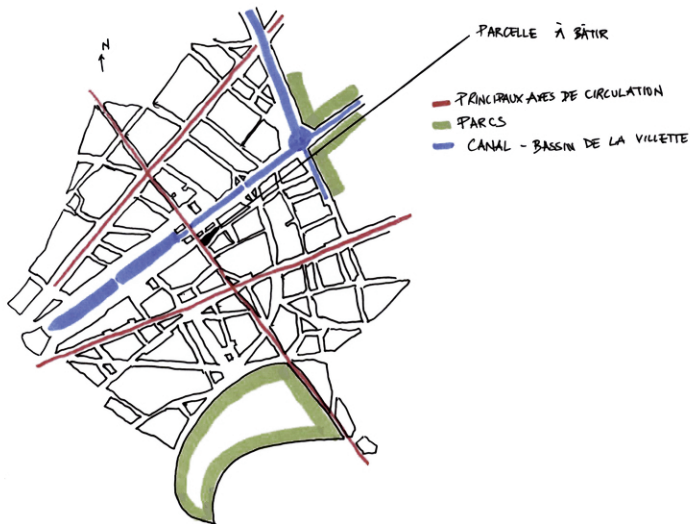 N
PARCELLE À BÂTIR
PRINCIPAUX AXES DE CIRCULATION
PARCS
CANAL - BASSIN DE LA VILLETTE